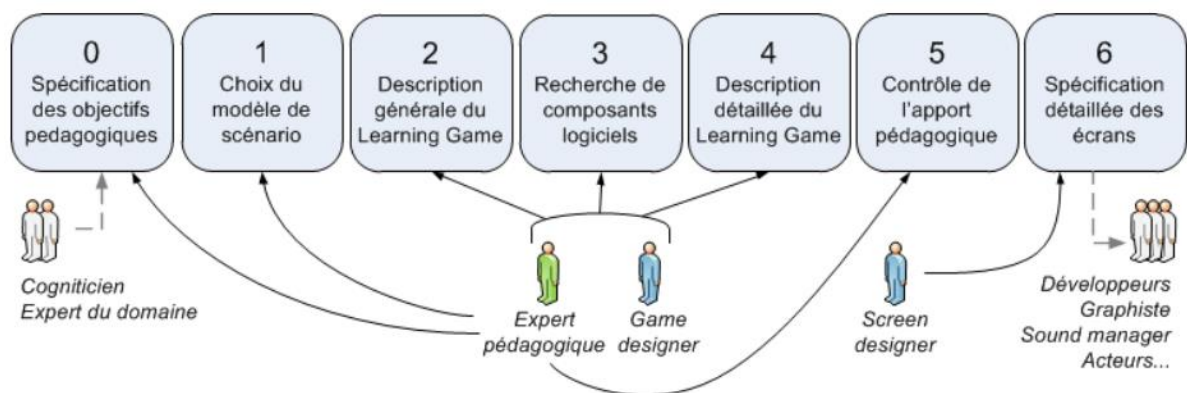 0
Spécification
des objectifs
pedagogiques
1
Choix du
modèle de
scénario
2
Description
générale du
Learning Game
3
Recherche de
composants
logiciels
4
Description
détaillée du
Learning Game
5
Contrôle de
l'apport
pédagogique
6
Spécification
détaillée des
écrans
Cogniticien
Expert du domaine
Expert
pédagogique
Game
designer
Screen
designer
Développeurs
Graphiste
Sound manager
Acteurs...